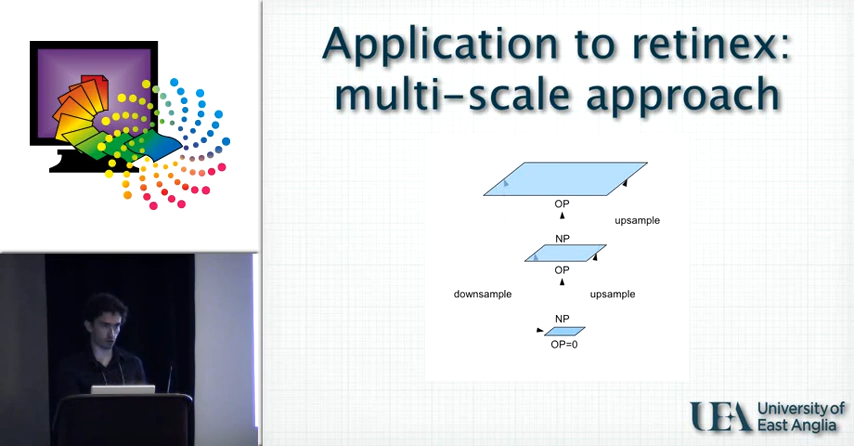 Application to retinex:
multi-scale approach
OP
upsample
NP
OP
downsample
upsample
NP
OP=0
UEA University of
East Anglia